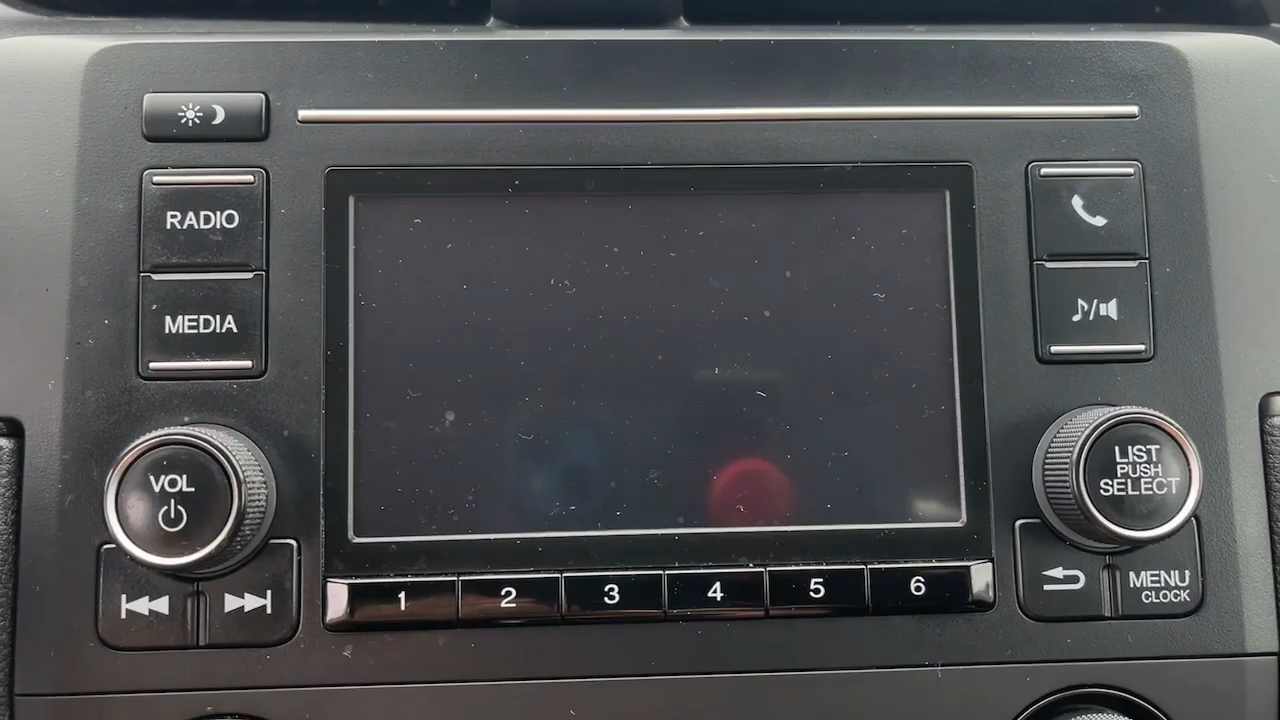 RADIO
MEDIA
VOL
LIST
PUSH
SELECT
1 2 3 4 5 6
MENU
CLOCK